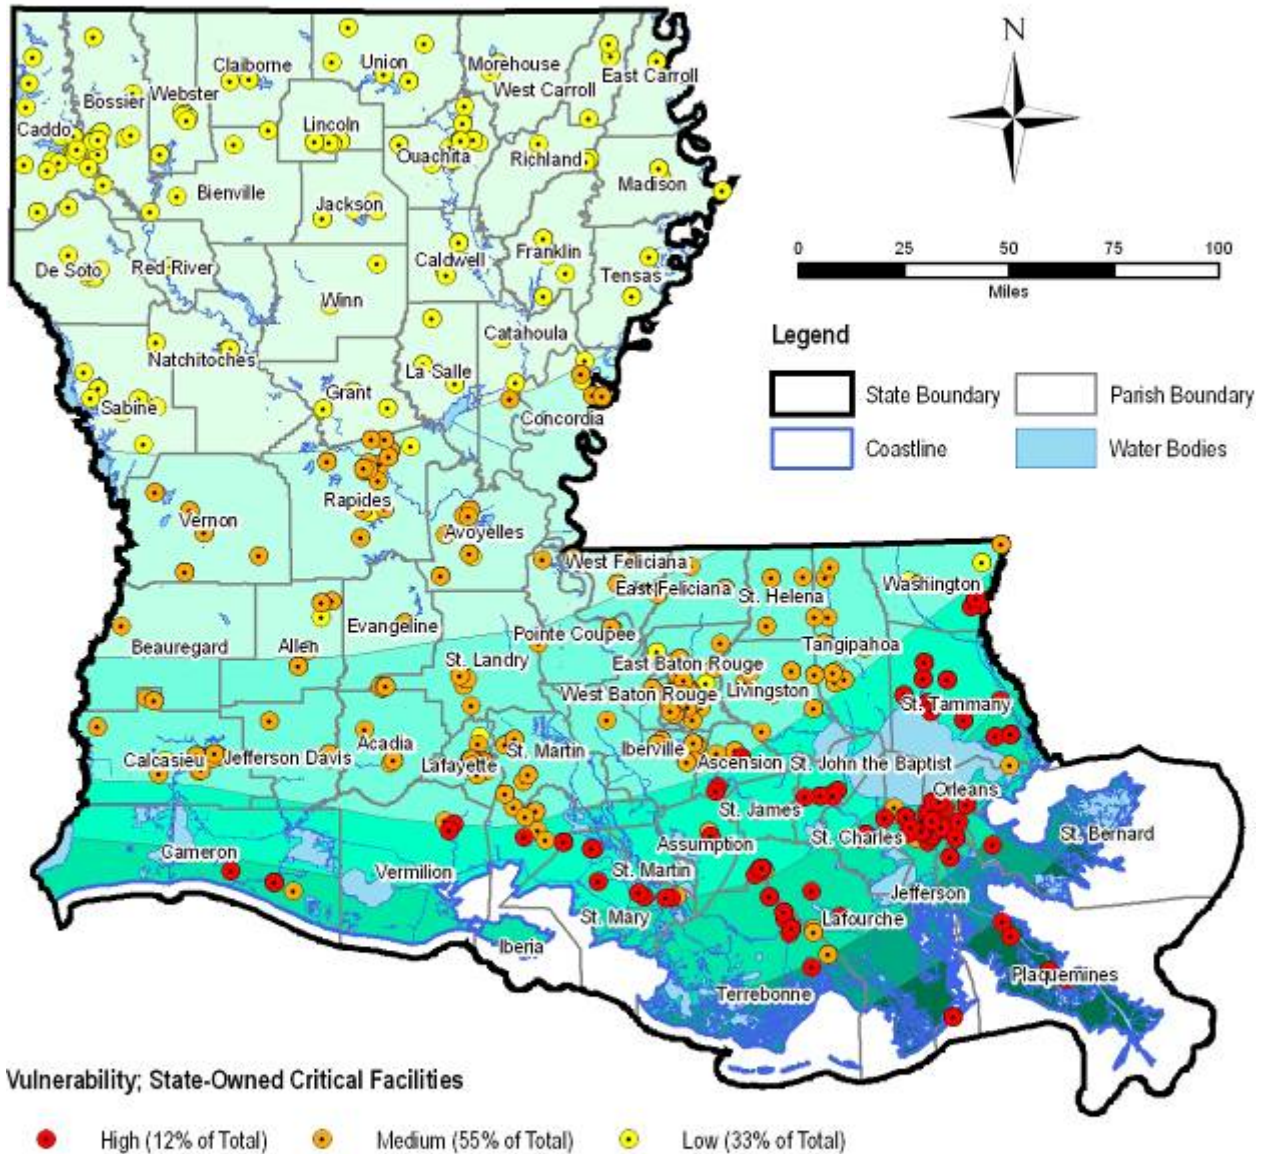 N
Claiborne
Union
Morehouse
East Carroll
West Carroll
Bossier
Webster
Caddo
Lincoln
Ouachita
Richland
Madison
Bienville
Jackson
De Soto
Red River
Caldwell
Franklin
Tensas
Winn
Natchitoches
Catahoula
La Salle
Grant
Sabine
Concordia
Rapides
Vernon
Avoyelles
Beauregard
Allen
Evangeline
West Feliciana
East Feliciana
St. Helena
Washington
Pointe Coupee
Tangipahoa
St. Landry
East Baton Rouge
West Baton Rouge
Livingston
St. Tammany
Calcasieu
Jefferson Davis
Acadia
Lafayette
St. Martin
Iberville
Ascension
St. John the Baptist
Orleans
St. James
St. Charles
St. Bernard
Assumption
Cameron
Vermilion
St. Martin
Jefferson
St. Mary
Lafourche
Iberia
Terrebonne
Plaquemines
0 25 50 75 100
Miles
Legend
State Boundary
Parish Boundary
Coastline
Water Bodies
Vulnerability; State-Owned Critical Facilities
High (12% of Total)
Medium (55% of Total)
Low (33% of Total)